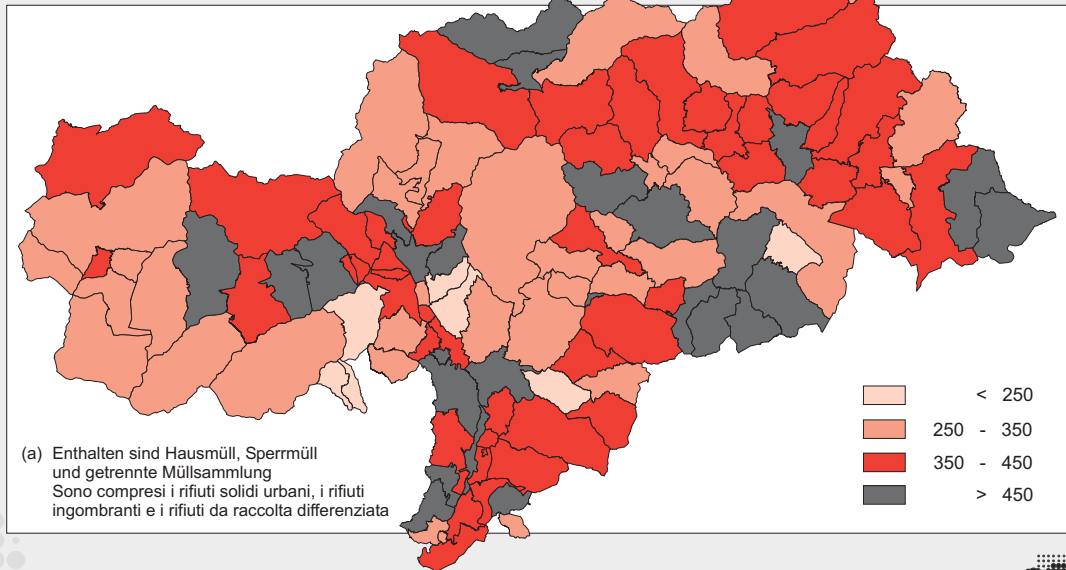 < 250
250 - 350
350 - 450
> 450
(a) Enthalten sind Hausmüll, Sperrmüll
und getrennte Müllsammlung
Sono compresi i rifiuti solidi urbani, i rifiuti
ingombranti e i rifiuti da raccolta differenziata